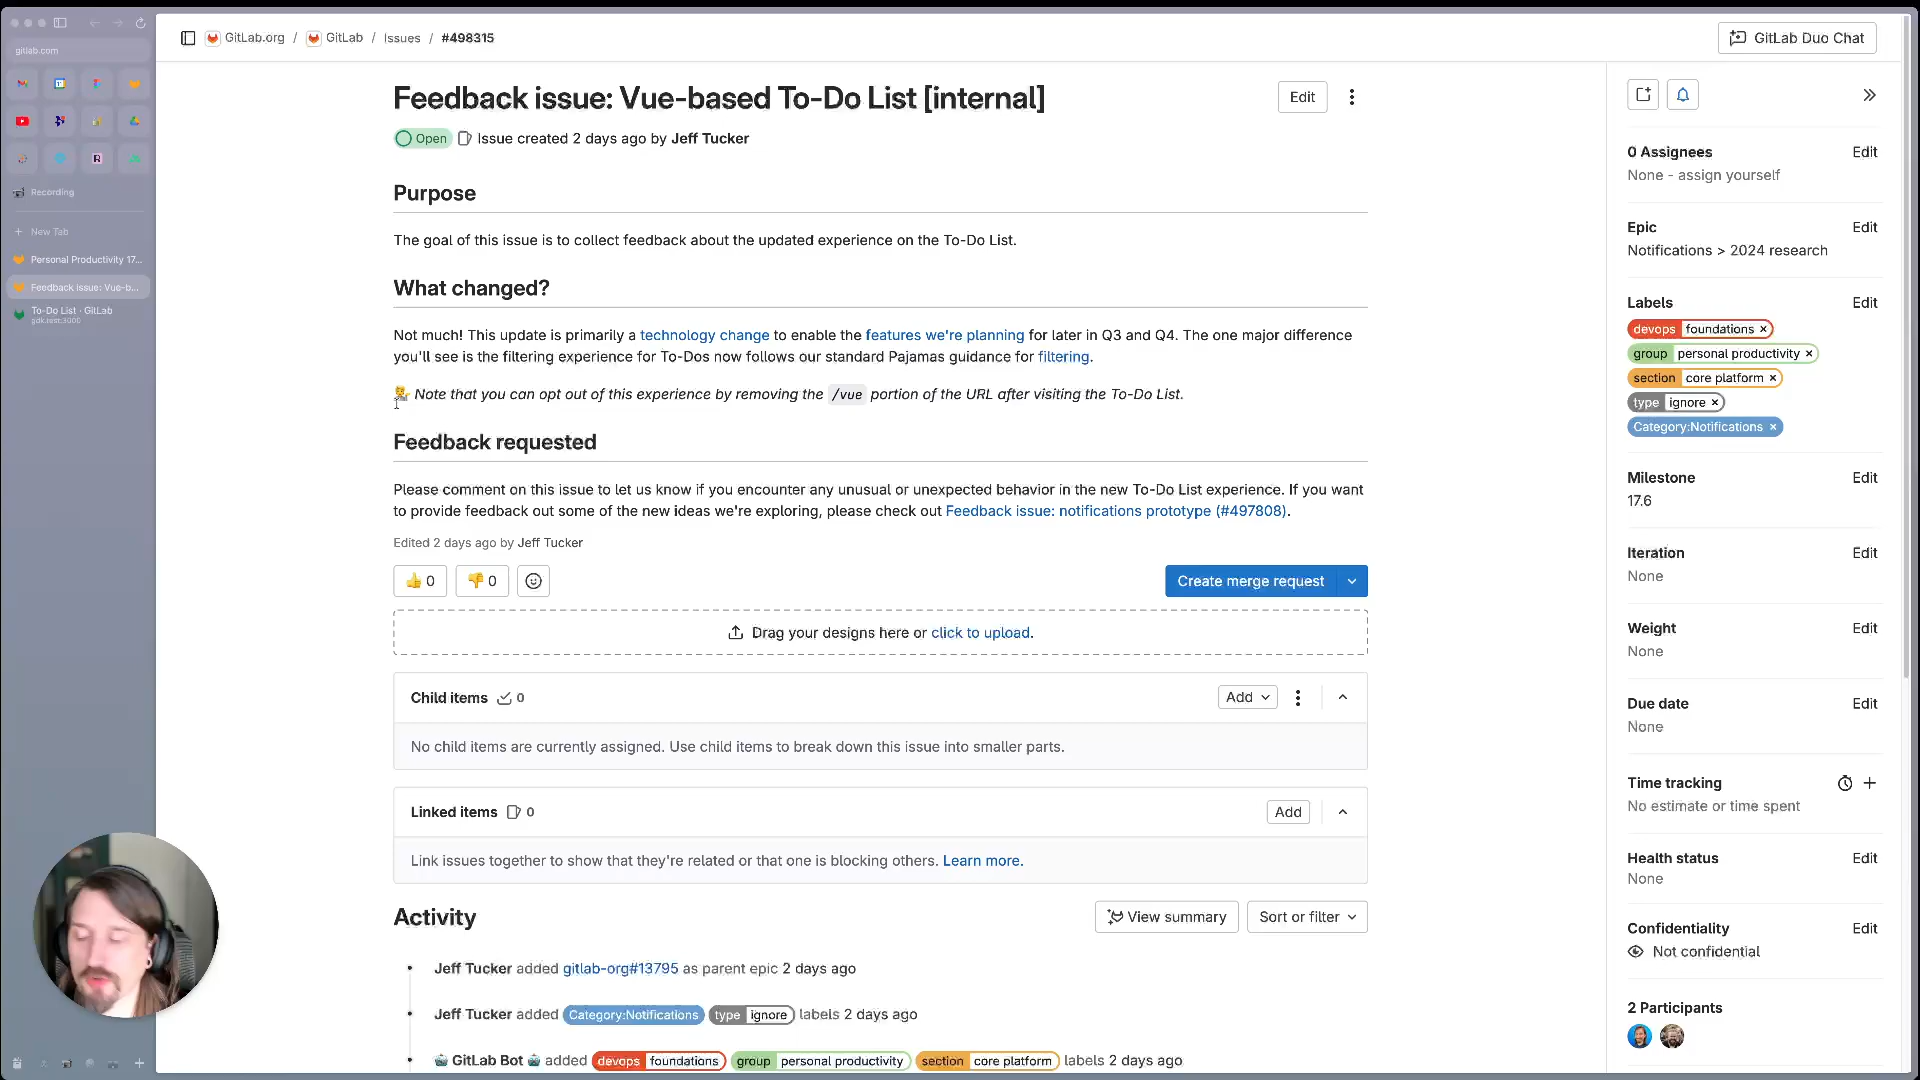 gitlab.com
Recording
New Tab
Personal Productivity 17...
Feedback issue: Vue-b...
To-Do List · GitLab
gdk.test:3000
GitLab.org / GitLab / Issues / #498315
GitLab Duo Chat
Feedback issue: Vue-based To-Do List [internal]
Edit
Open Issue created 2 days ago by Jeff Tucker
Purpose
The goal of this issue is to collect feedback about the updated experience on the To-Do List.
What changed?
Not much! This update is primarily a technology change to enable the features we're planning for later in Q3 and Q4. The one major difference
you'll see is the filtering experience for To-Dos now follows our standard Pajamas guidance for filtering.
Note that you can opt out of this experience by removing the /vue portion of the URL after visiting the To-Do List.
Feedback requested
Please comment on this issue to let us know if you encounter any unusual or unexpected behavior in the new To-Do List experience. If you want
to provide feedback out some of the new ideas we're exploring, please check out Feedback issue: notifications prototype (#497808).
Edited 2 days ago by Jeff Tucker
👍 0 👎 0
Create merge request
Drag your designs here or click to upload.
Child items 0
Add
No child items are currently assigned. Use child items to break down this issue into smaller parts.
Linked items 0
Add
Link issues together to show that they're related or that one is blocking others. Learn more.
Activity
View summary
Sort or filter
Jeff Tucker added gitlab-org#13795 as parent epic 2 days ago
Jeff Tucker added Category:Notifications type ignore labels 2 days ago
GitLab Bot added devops foundations group personal productivity section core platform labels 2 days ago
0 Assignees
Edit
None - assign yourself
Epic
Edit
Notifications > 2024 research
Labels
Edit
devops foundations ×
group personal productivity ×
section core platform ×
type ignore ×
Category:Notifications ×
Milestone
Edit
17.6
Iteration
Edit
None
Weight
Edit
None
Due date
Edit
None
Time tracking
No estimate or time spent
Health status
Edit
None
Confidentiality
Edit
Not confidential
2 Participants